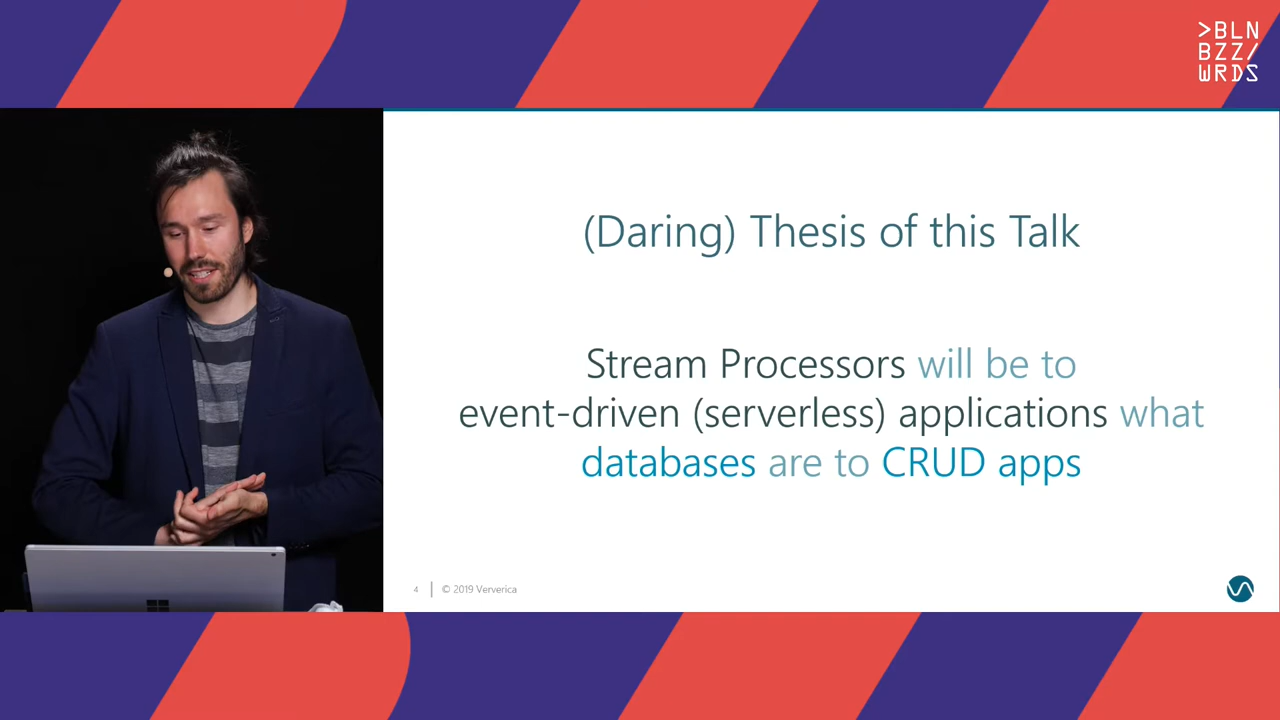 >BLN
BZZ/
WRDS
(Daring) Thesis of this Talk
Stream Processors will be to
event-driven (serverless) applications what
databases are to CRUD apps
4 | © 2019 Ververica